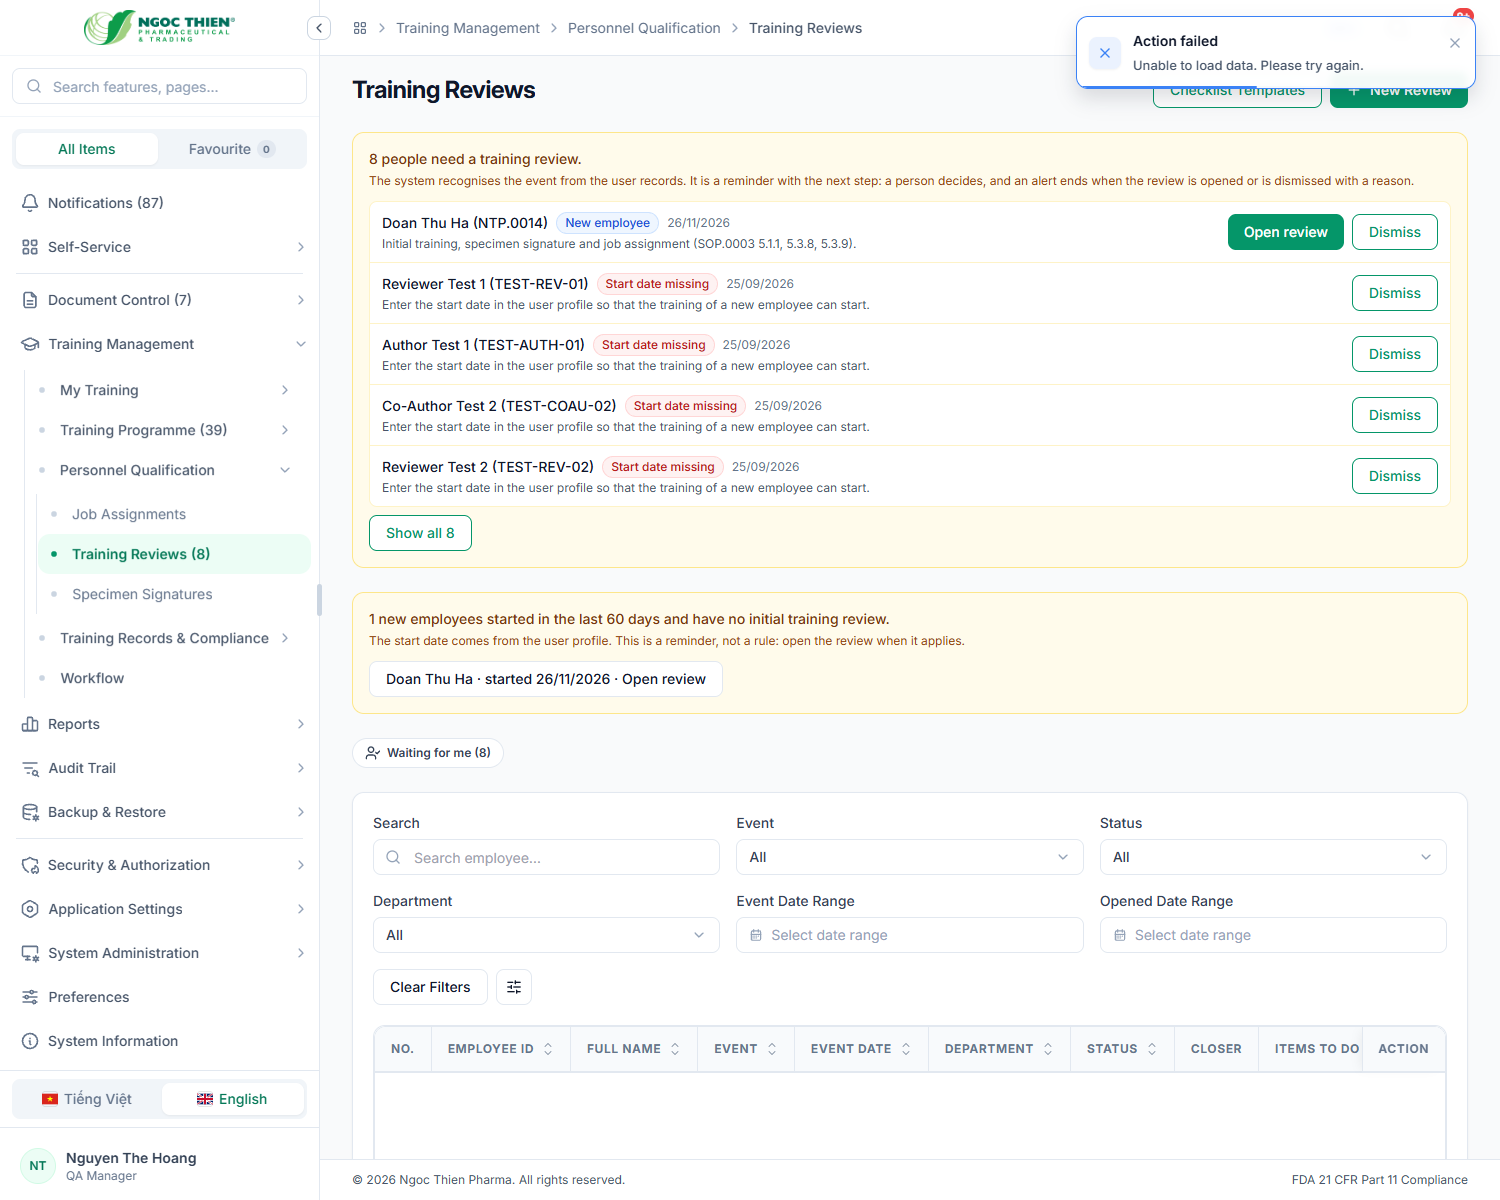 NGOC THIEN®
PHARMACEUTICAL
& TRADING
Search features, pages...
All Items
Favourite 0
Notifications (87)
Self-Service
Document Control (7)
Training Management
My Training
Training Programme (39)
Personnel Qualification
Job Assignments
Training Reviews (8)
Specimen Signatures
Training Records & Compliance
Workflow
Reports
Audit Trail
Backup & Restore
Security & Authorization
Application Settings
System Administration
Preferences
System Information
Tiếng Việt
English
NT
Nguyen The Hoang
QA Manager
Training Management > Personnel Qualification > Training Reviews
Action failed
Unable to load data. Please try again.
Training Reviews
Checklist Templates
New Review
8 people need a training review.
The system recognises the event from the user records. It is a reminder with the next step: a person decides, and an alert ends when the review is opened or is dismissed with a reason.
Doan Thu Ha (NTP.0014) New employee 26/11/2026
Initial training, specimen signature and job assignment (SOP.0003 5.1.1, 5.3.8, 5.3.9).
Open review
Dismiss
Reviewer Test 1 (TEST-REV-01) Start date missing 25/09/2026
Enter the start date in the user profile so that the training of a new employee can start.
Dismiss
Author Test 1 (TEST-AUTH-01) Start date missing 25/09/2026
Enter the start date in the user profile so that the training of a new employee can start.
Dismiss
Co-Author Test 2 (TEST-COAU-02) Start date missing 25/09/2026
Enter the start date in the user profile so that the training of a new employee can start.
Dismiss
Reviewer Test 2 (TEST-REV-02) Start date missing 25/09/2026
Enter the start date in the user profile so that the training of a new employee can start.
Dismiss
Show all 8
1 new employees started in the last 60 days and have no initial training review.
The start date comes from the user profile. This is a reminder, not a rule: open the review when it applies.
Doan Thu Ha · started 26/11/2026 · Open review
Waiting for me (8)
Search
Event
Status
Search employee...
All
All
Department
Event Date Range
Opened Date Range
All
Select date range
Select date range
Clear Filters
NO. EMPLOYEE ID FULL NAME EVENT EVENT DATE DEPARTMENT STATUS CLOSER ITEMS TO DO ACTION
© 2026 Ngoc Thien Pharma. All rights reserved.
FDA 21 CFR Part 11 Compliance